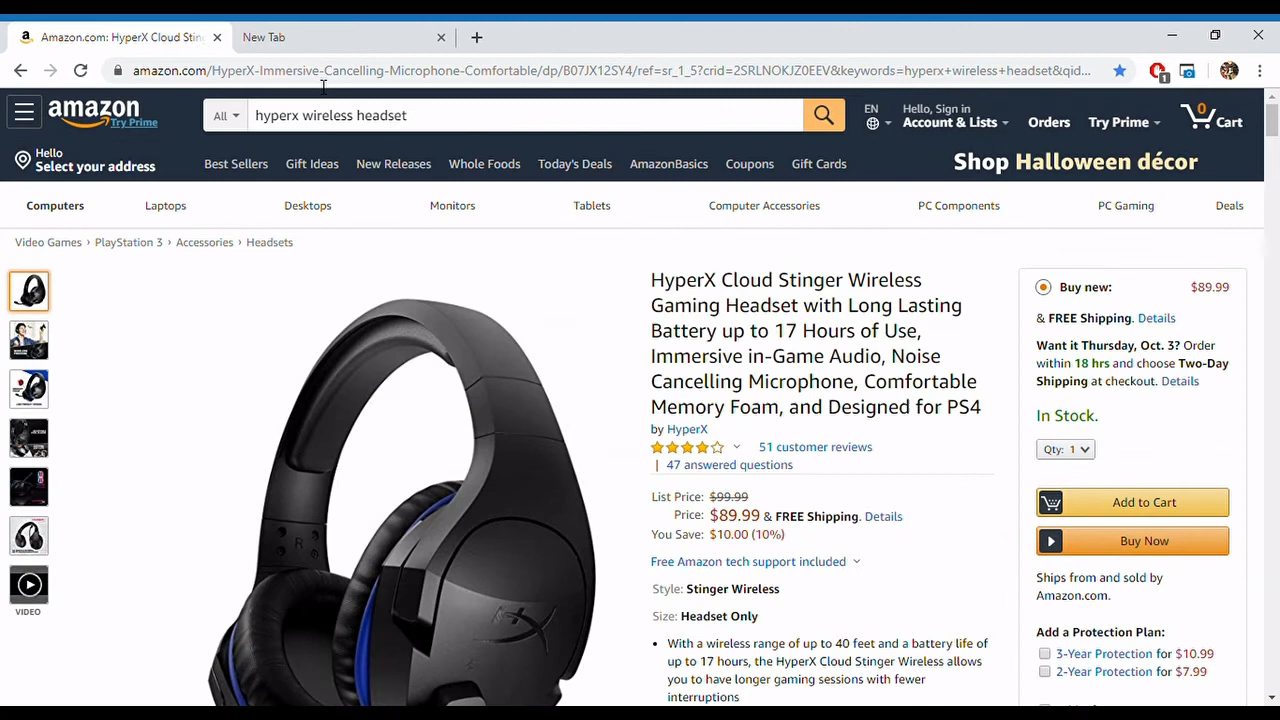 Amazon.com: HyperX Cloud Sting
New Tab
amazon.com/HyperX-Immersive-Cancelling-Microphone-Comfortable/dp/B07JX12SY4/ref=sr_1_5?crid=2SRLNOKJZ0EEV&keywords=hyperx+wireless+headset&qid...
1
amazon
Try Prime
All
hyperx wireless headset
EN
Hello, Sign in
Account & Lists
Orders
Try Prime
0
Cart
Hello
Select your address
Best Sellers
Gift Ideas
New Releases
Whole Foods
Today's Deals
AmazonBasics
Coupons
Gift Cards
Shop Halloween décor
Computers
Laptops
Desktops
Monitors
Tablets
Computer Accessories
PC Components
PC Gaming
Deals
Video Games › PlayStation 3 › Accessories › Headsets
VIDEO
R
HyperX Cloud Stinger Wireless
Gaming Headset with Long Lasting
Battery up to 17 Hours of Use,
Immersive in-Game Audio, Noise
Cancelling Microphone, Comfortable
Memory Foam, and Designed for PS4
by HyperX
51 customer reviews
| 47 answered questions
List Price: $99.99
Price: $89.99 & FREE Shipping. Details
You Save: $10.00 (10%)
Free Amazon tech support included
Style: Stinger Wireless
Size: Headset Only
• With a wireless range of up to 40 feet and a battery life of
up to 17 hours, the HyperX Cloud Stinger Wireless allows
you to have longer gaming sessions with fewer
interruptions
Buy new: $89.99
& FREE Shipping. Details
Want it Thursday, Oct. 3? Order
within 18 hrs and choose Two-Day
Shipping at checkout. Details
In Stock.
Qty: 1
Add to Cart
Buy Now
Ships from and sold by
Amazon.com.
Add a Protection Plan:
3-Year Protection for $10.99
2-Year Protection for $7.99